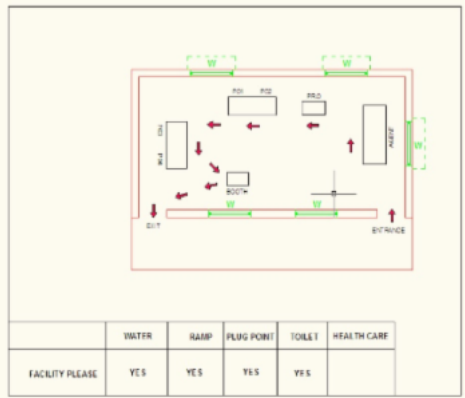 W W
PO1 PO2 PRO
W
BOOTH
W W
EXIT
ENTRANCE
WATER RAMP PLUG POINT TOILET HEALTH CARE
FACILITY PLEASE YES YES YES YES